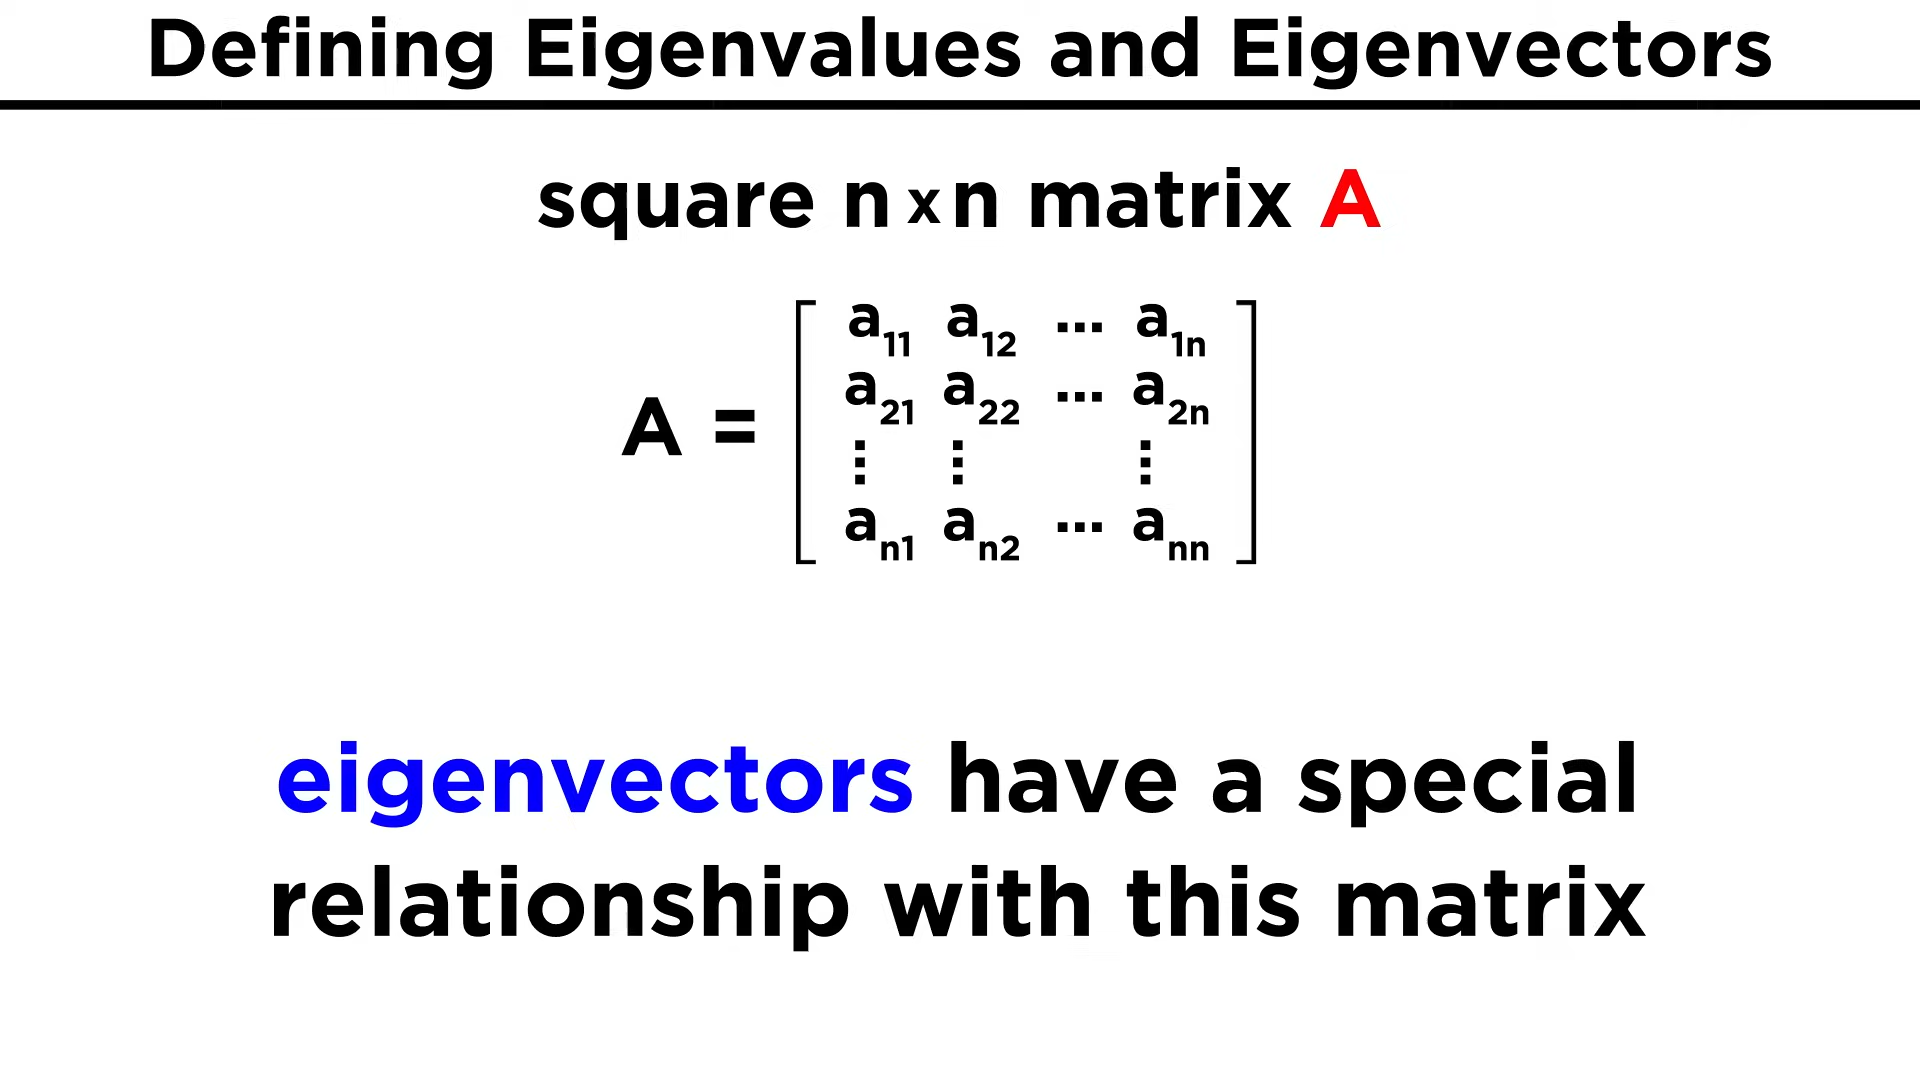 Defining Eigenvalues and Eigenvectors
square n x n matrix A
a₁₁ a₁₂ ... a₁ₙ
a₂₁ a₂₂ ... a₂ₙ
A =
⋮ ⋮ ⋮
aₙ₁ aₙ₂ ... aₙₙ
eigenvectors have a special
relationship with this matrix